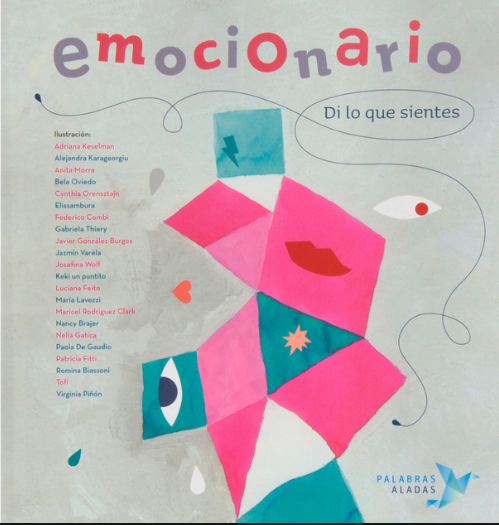 emocionario
Di lo que sientes
Ilustración:
Adriana Keselman
Alejandra Karageorgiu
Anita Morra
Bela Oviedo
Cynthia Orensztajn
Elissambura
Federico Combi
Gabriela Thiery
Javier González Burgos
Jazmín Varela
Josefina Wolf
Keki un puntito
Luciana Feito
María Lavezzi
Maricel Rodríguez Clark
Nancy Brajer
Nella Gatica
Paola De Gaudio
Patricia Fitti
Romina Biassoni
Tofi
Virginia Piñón
PALABRAS
ALADAS